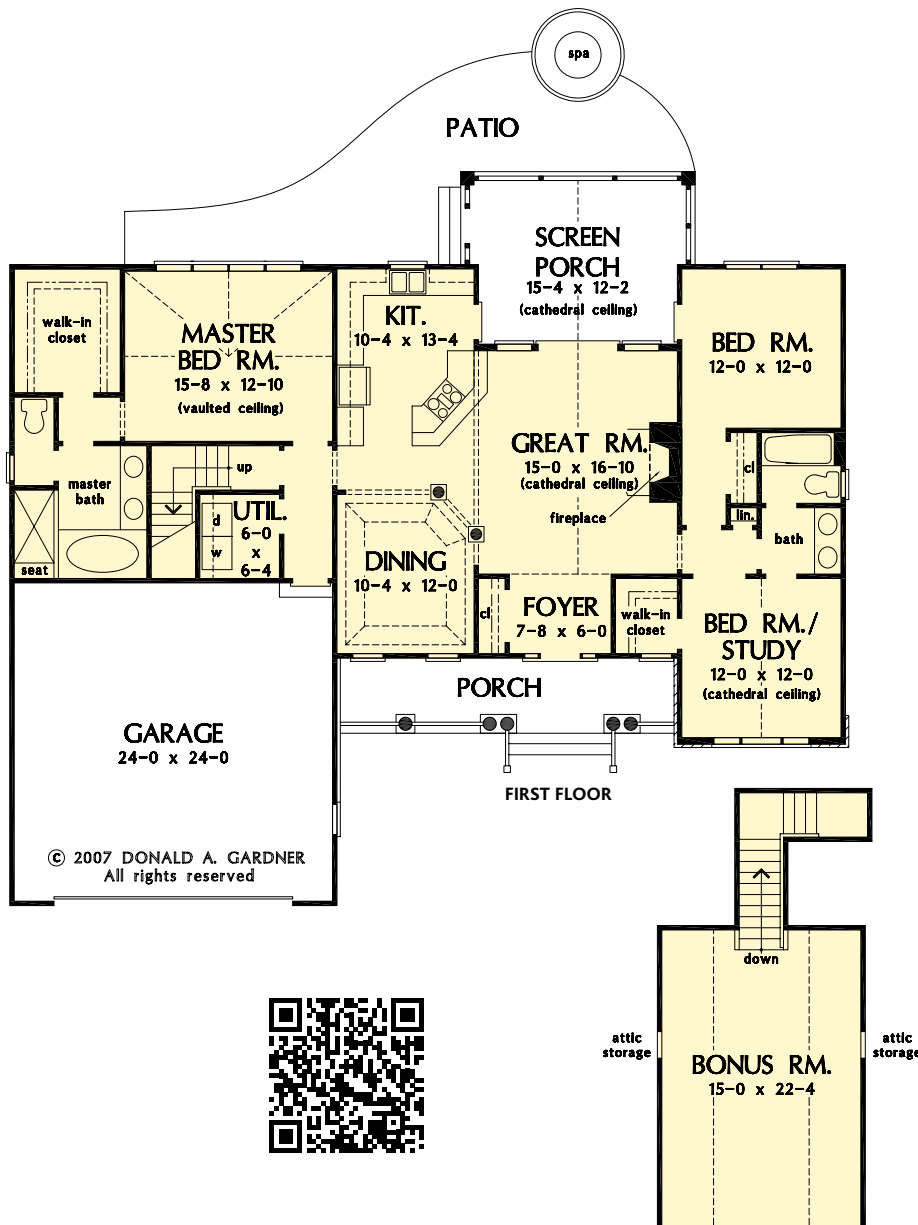 spa
PATIO
SCREEN
PORCH
15-4 x 12-2
(cathedral ceiling)
walk-in
closet
MASTER
BED RM.
15-8 x 12-10
(vaulted ceiling)
KIT.
10-4 x 13-4
BED RM.
12-0 x 12-0
GREAT RM.
15-0 x 16-10
(cathedral ceiling)
fireplace
cl
lin.
bath
master
bath
seat
up
UTIL.
6-0
x
6-4
d
w
DINING
10-4 x 12-0
cl
FOYER
7-8 x 6-0
walk-in
closet
BED RM./
STUDY
12-0 x 12-0
(cathedral ceiling)
PORCH
GARAGE
24-0 x 24-0
FIRST FLOOR
© 2007 DONALD A. GARDNER
All rights reserved
down
attic
storage
BONUS RM.
15-0 x 22-4
attic
storage